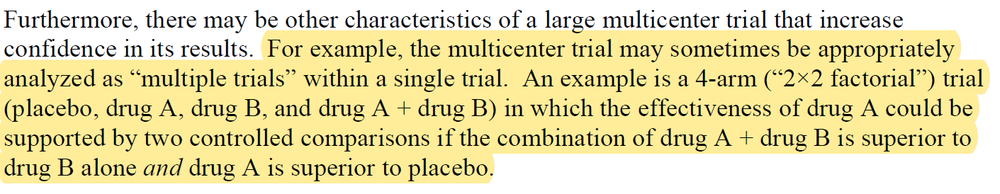 Furthermore, there may be other characteristics of a large multicenter trial that increase
confidence in its results.  For example, the multicenter trial may sometimes be appropriately
analyzed as “multiple trials” within a single trial.  An example is a 4-arm (“2×2 factorial”) trial
(placebo, drug A, drug B, and drug A + drug B) in which the effectiveness of drug A could be
supported by two controlled comparisons if the combination of drug A + drug B is superior to
drug B alone and drug A is superior to placebo.